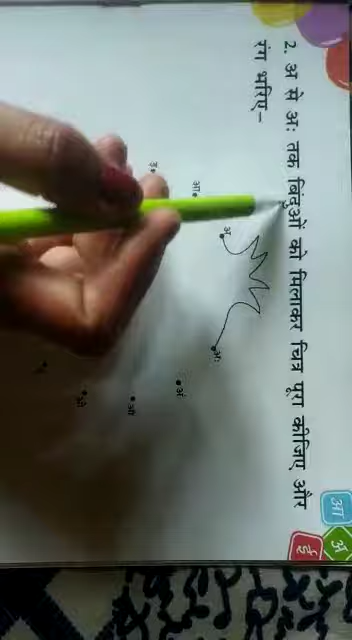 2. अ से अः तक बिंदुओं को मिलाकर चित्र पूरा कीजिए और
रंग भरिए–
अ
आ
अः
अं
औ
ओ
आ
अ
ई